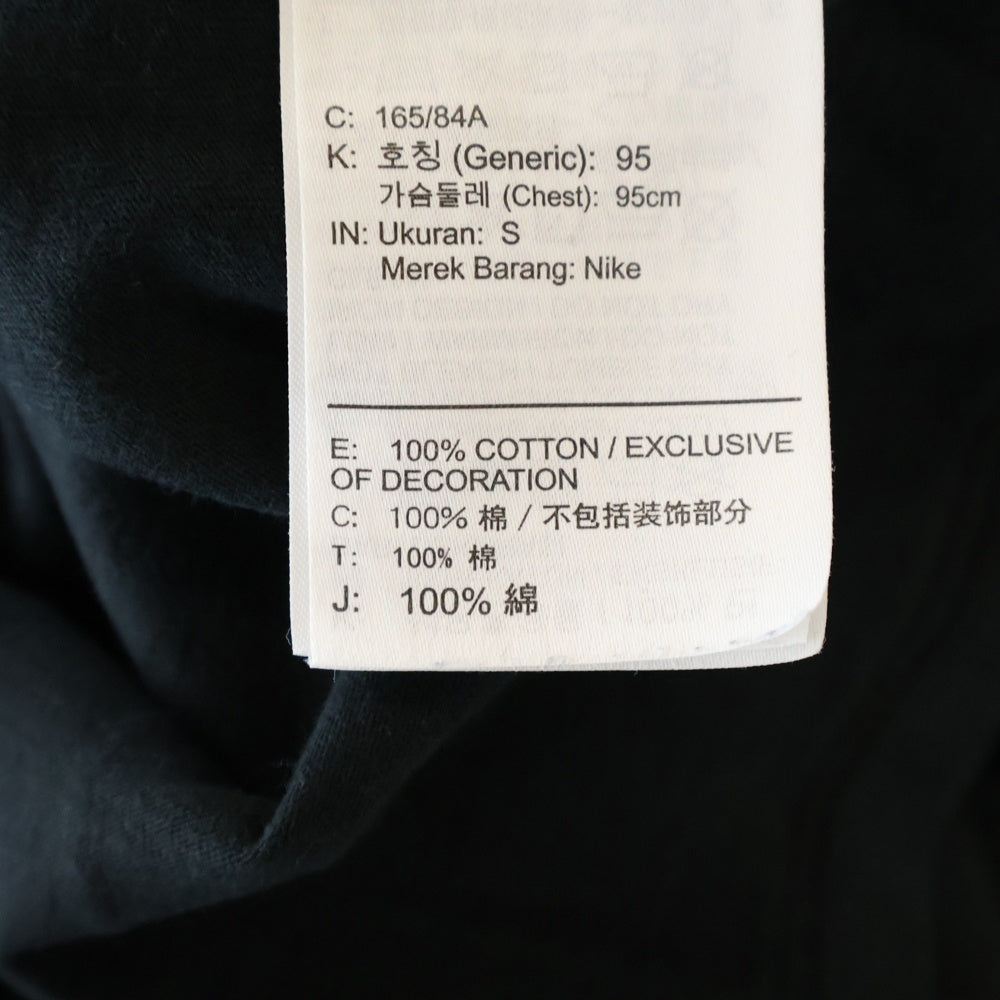 C: 165/84A
K: 호칭 (Generic): 95
가슴둘레 (Chest): 95cm
IN: Ukuran: S
Merek Barang: Nike
E: 100% COTTON / EXCLUSIVE
OF DECORATION
C: 100% 棉 / 不包括装饰部分
T: 100% 棉
J: 100% 綿